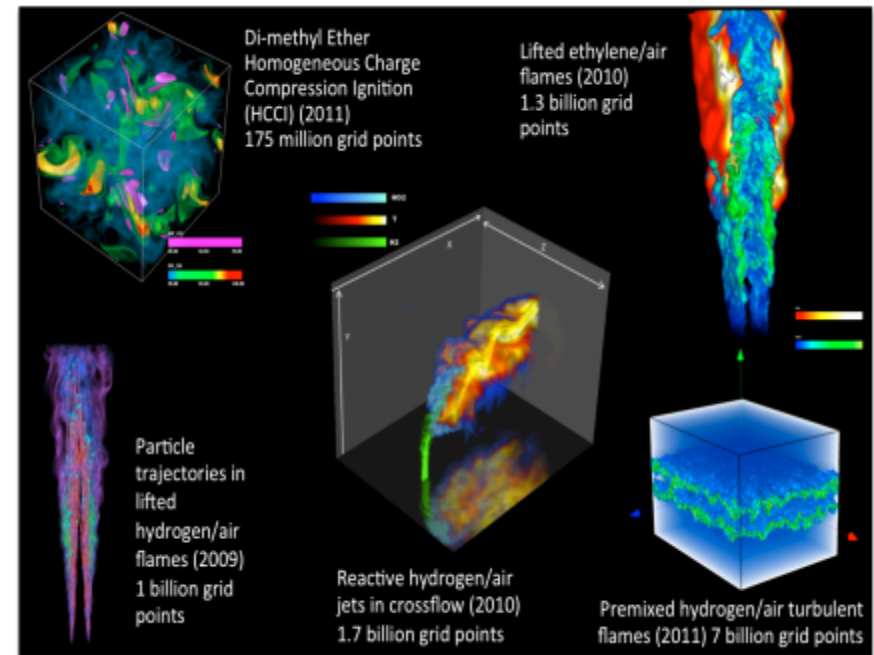 Di-methyl Ether
Homogeneous Charge
Compression Ignition
(HCCI) (2011)
175 million grid points
Lifted ethylene/air
flames (2010)
1.3 billion grid
points
HO2
T
H2
X
Z
Y
Particle
trajectories in
lifted
hydrogen/air
flames (2009)
1 billion grid
points
Reactive hydrogen/air
jets in crossflow (2010)
1.7 billion grid points
Premixed hydrogen/air turbulent
flames (2011) 7 billion grid points